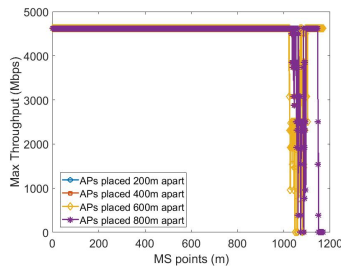 5000
4000
3000
2000
1000
0
Max Throughput (Mbps)
APs placed 200m apart
APs placed 400m apart
APs placed 600m apart
APs placed 800m apart
0 200 400 600 800 1000 1200
MS points (m)